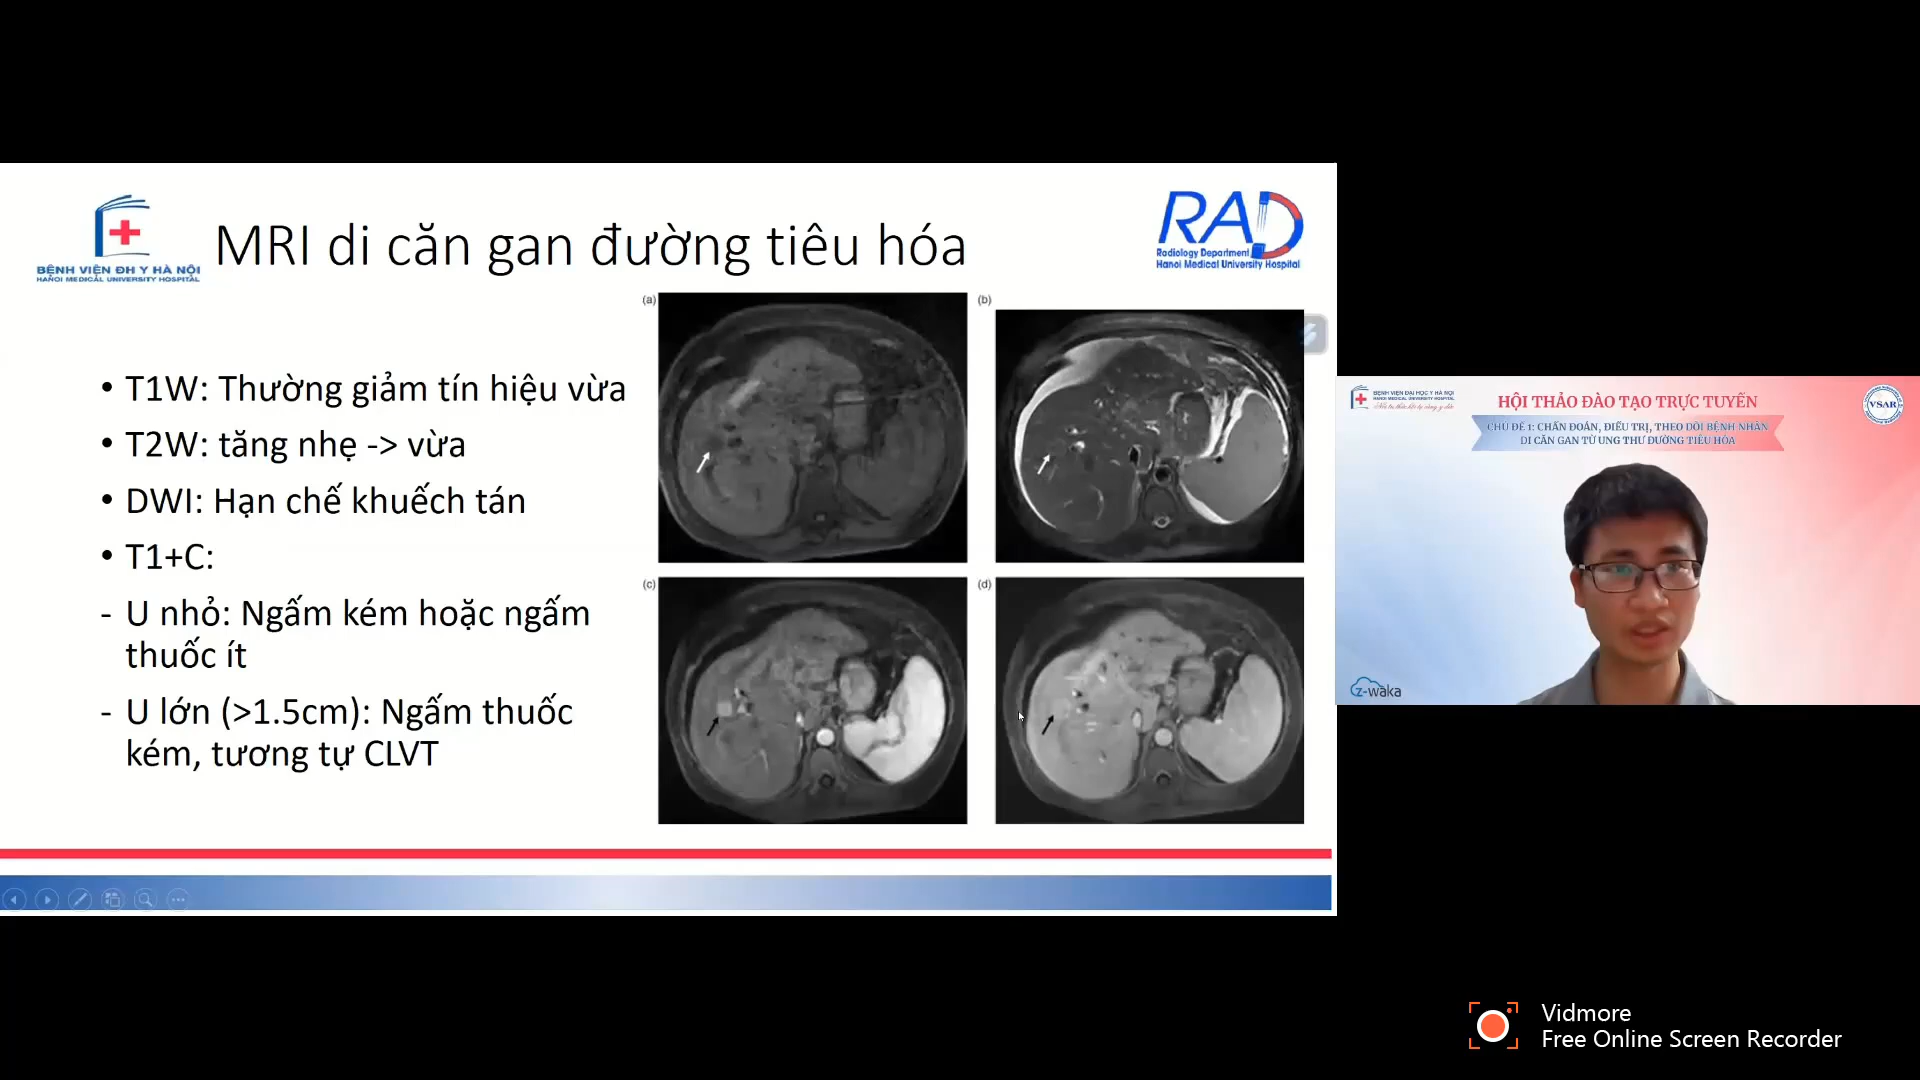 BỆNH VIỆN ĐH Y HÀ NỘI
HANOI MEDICAL UNIVERSITY HOSPITAL
MRI di căn gan đường tiêu hóa
RAD
Radiology Department
Hanoi Medical University Hospital
• T1W: Thường giảm tín hiệu vừa
• T2W: tăng nhẹ -> vừa
• DWI: Hạn chế khuếch tán
• T1+C:
- U nhỏ: Ngấm kém hoặc ngấm
thuốc ít
- U lớn (>1.5cm): Ngấm thuốc
kém, tương tự CLVT
(a)
(b)
(c)
(d)
BỆNH VIỆN ĐẠI HỌC Y HÀ NỘI
HANOI MEDICAL UNIVERSITY HOSPITAL
HỘI THẢO ĐÀO TẠO TRỰC TUYẾN
CHỦ ĐỀ 1: CHẨN ĐOÁN, ĐIỀU TRỊ, THEO DÕI BỆNH NHÂN
DI CĂN GAN TỪ UNG THƯ ĐƯỜNG TIÊU HÓA
VSAR
z-waka
Vidmore
Free Online Screen Recorder